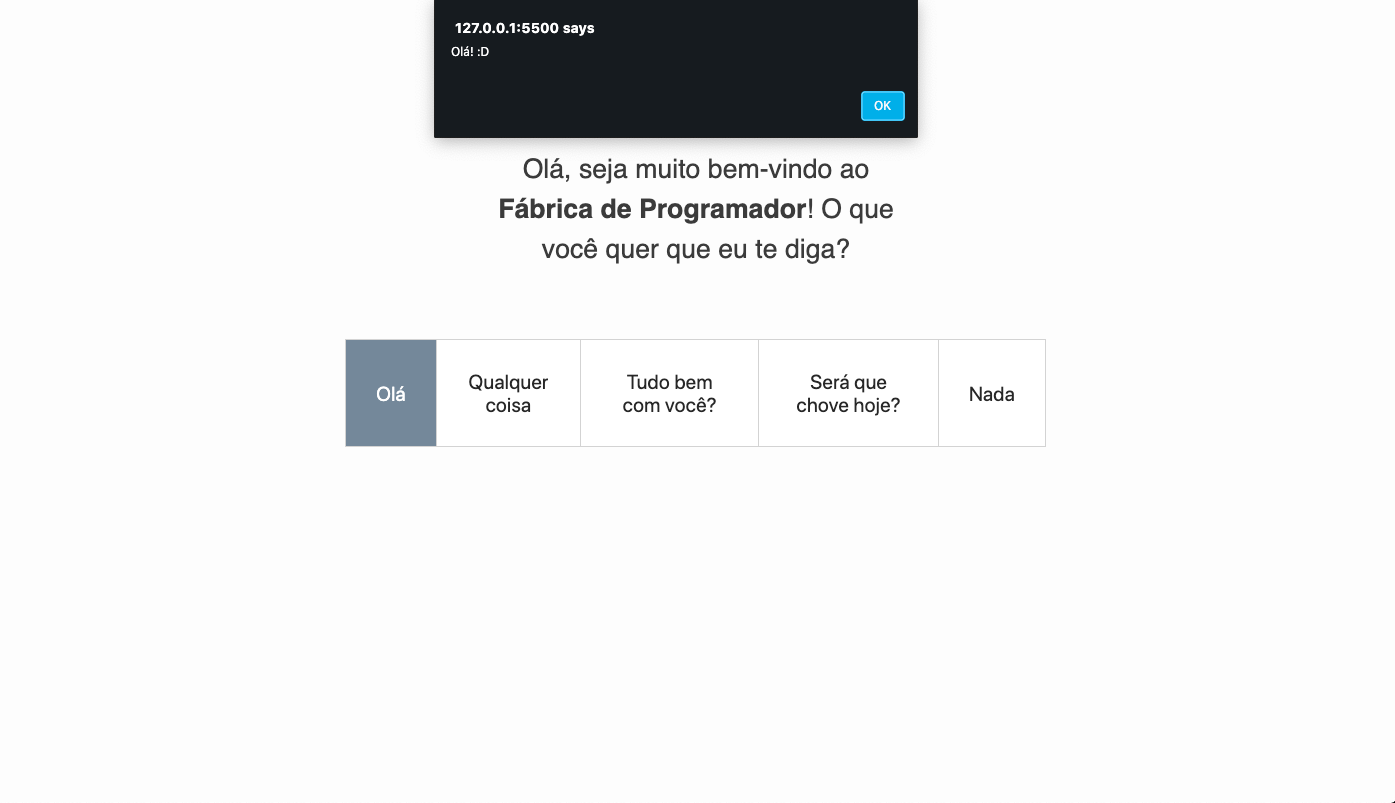 127.0.0.1:5500 says
Olá! :D
OK
Olá, seja muito bem-vindo ao
Fábrica de Programador! O que
você quer que eu te diga?
Olá
Qualquer
coisa
Tudo bem
com você?
Será que
chove hoje?
Nada